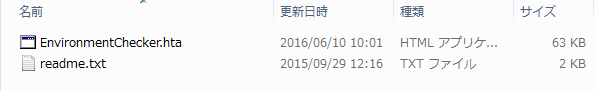 名前 更新日時 種類 サイズ
EnvironmentChecker.hta 2016/06/10 10:01 HTML アプリケ... 63 KB
readme.txt 2015/09/29 12:16 TXT ファイル 2 KB